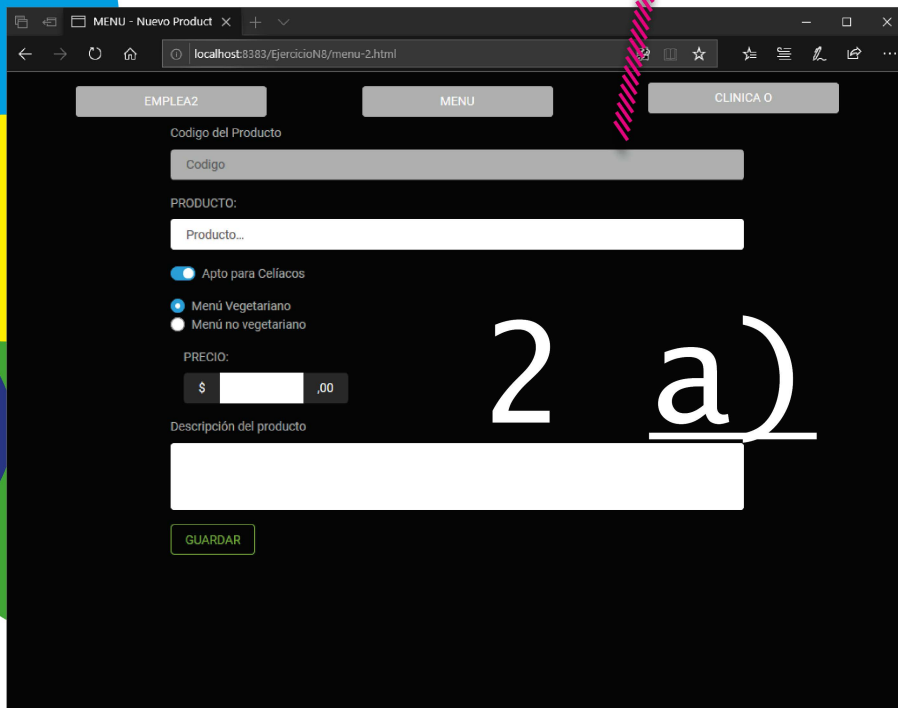 MENU - Nuevo Product
localhost:8383/EjercicioN8/menu-2.html
EMPLEA2 MENU CLINICA O
Codigo del Producto
Codigo
PRODUCTO:
Producto...
Apto para Celíacos
Menú Vegetariano
Menú no vegetariano
PRECIO:
$ ,00
Descripción del producto
GUARDAR
2 a)